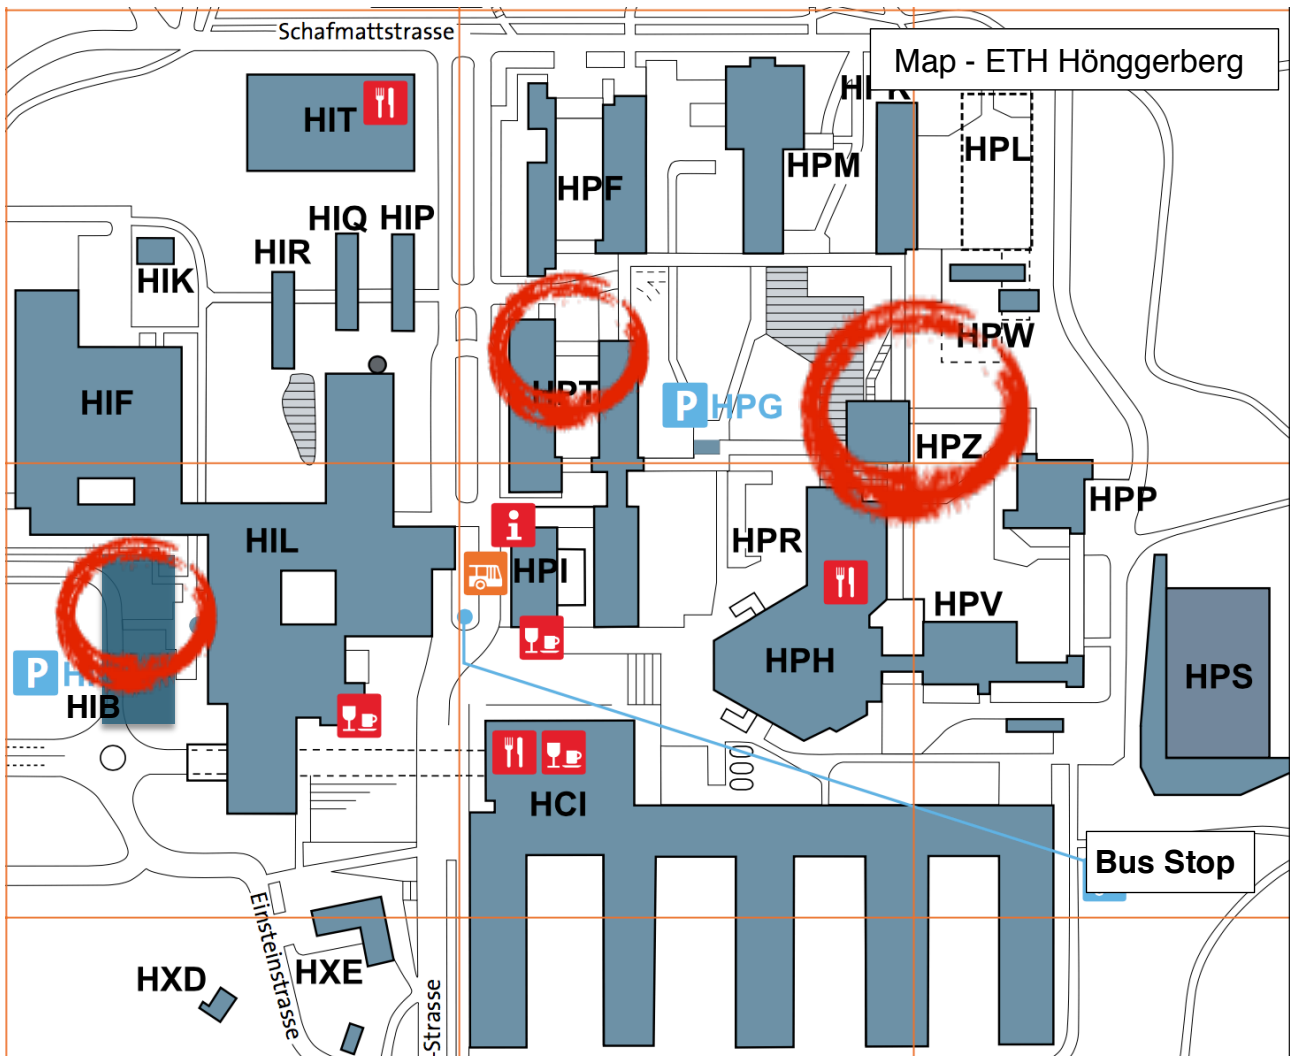 Schafmattstrasse
Map - ETH Hönggerberg
HIT
HPL
HPM
HPF
HIQ
HIP
HIR
HIK
HPW
HPT
HIF
P
HPG
HPZ
HPP
i
HIL
HPR
HPI
HPV
HPH
P
HIB
HPS
HCI
Bus Stop
Einsteinstrasse
HXE
HXD
-Strasse